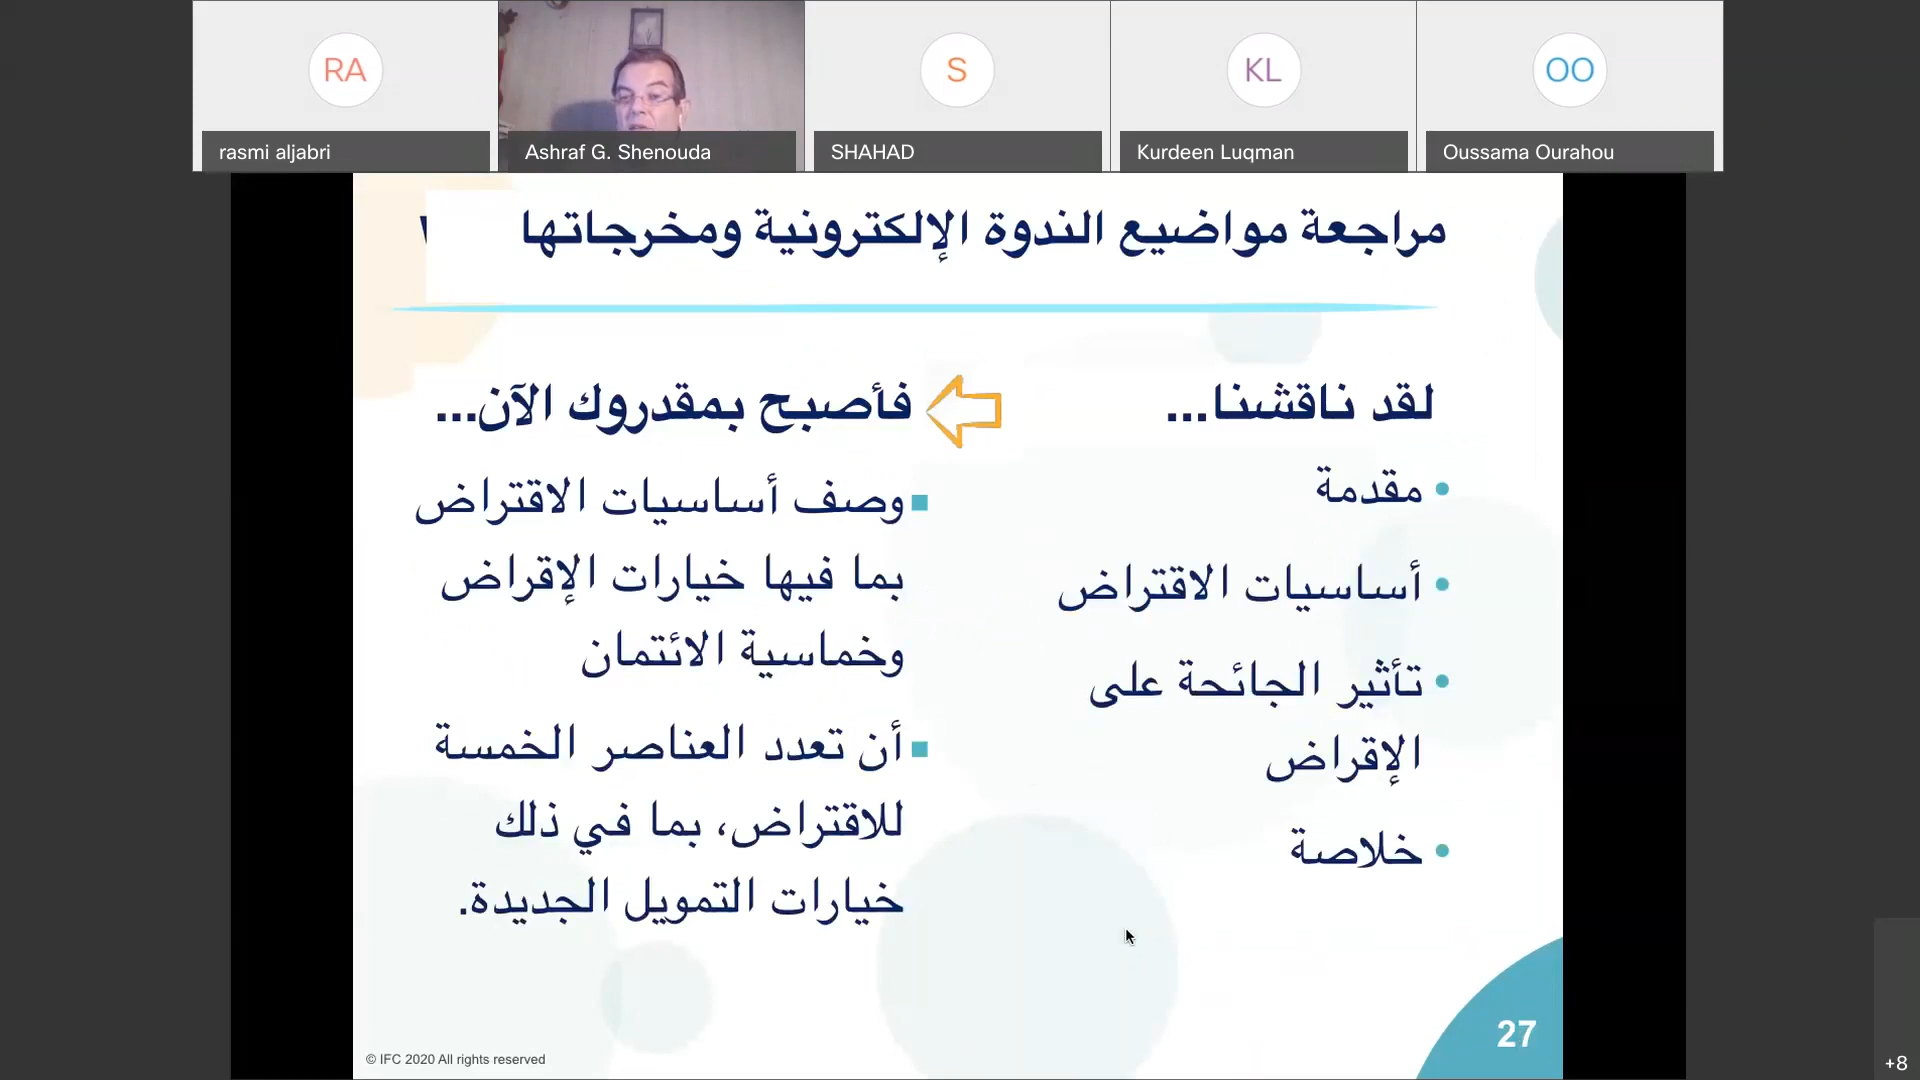 RA
rasmi aljabri
Ashraf G. Shenouda
S
SHAHAD
KL
Kurdeen Luqman
OO
Oussama Ourahou
مراجعة مواضيع الندوة الإلكترونية ومخرجاتها
لقد ناقشنا...
• مقدمة
• أساسيات الاقتراض
• تأثير الجائحة على
الإقراض
• خلاصة
فأصبح بمقدروك الآن...
▪ وصف أساسيات الاقتراض
بما فيها خيارات الإقراض
وخماسية الائتمان
▪ أن تعدد العناصر الخمسة
للاقتراض، بما في ذلك
خيارات التمويل الجديدة.
27
© IFC 2020 All rights reserved
+8